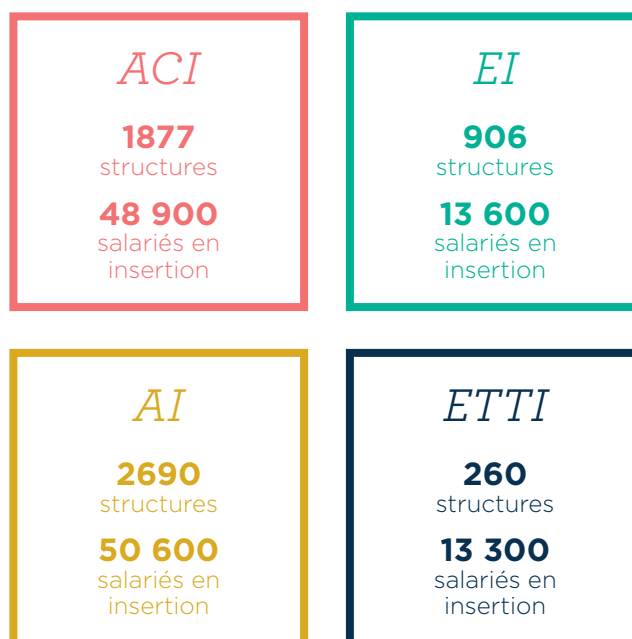 ACI
1877
structures
48 900
salariés en
insertion
EI
906
structures
13 600
salariés en
insertion
AI
2690
structures
50 600
salariés en
insertion
ETTI
260
structures
13 300
salariés en
insertion